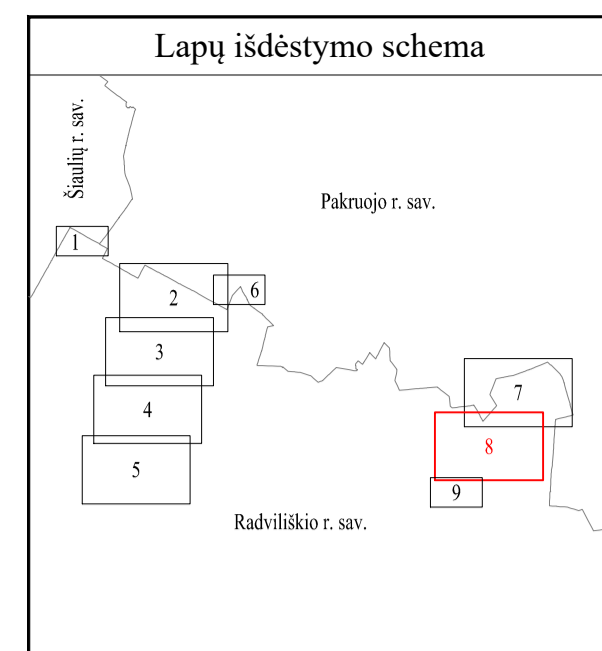 Lapų išdėstymo schema
Šiaulių r. sav.
Pakruojo r. sav.
1
2
6
3
7
4
8
5
9
Radviliškio r. sav.